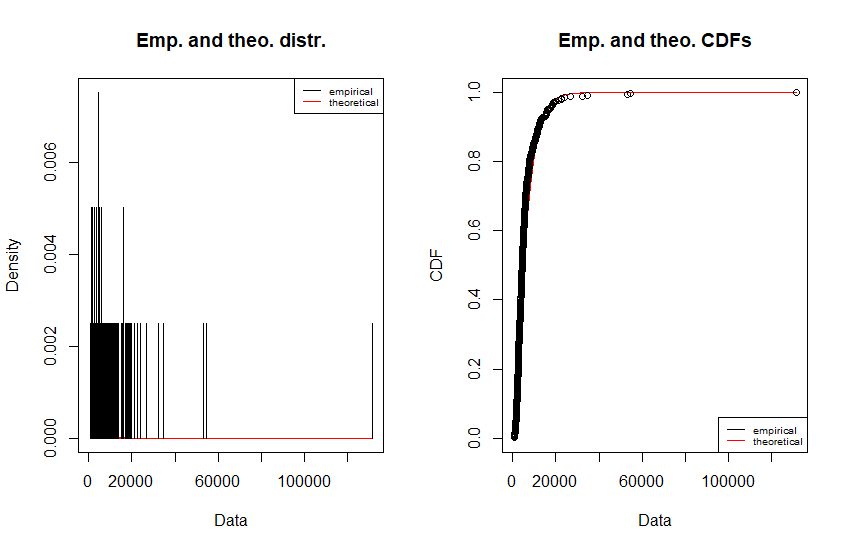 Emp. and theo. distr.
empirical
theoretical
Density
0.000
0.002
0.004
0.006
0
20000
60000
100000
Data
Emp. and theo. CDFs
CDF
0.0
0.2
0.4
0.6
0.8
1.0
empirical
theoretical
0
20000
60000
100000
Data